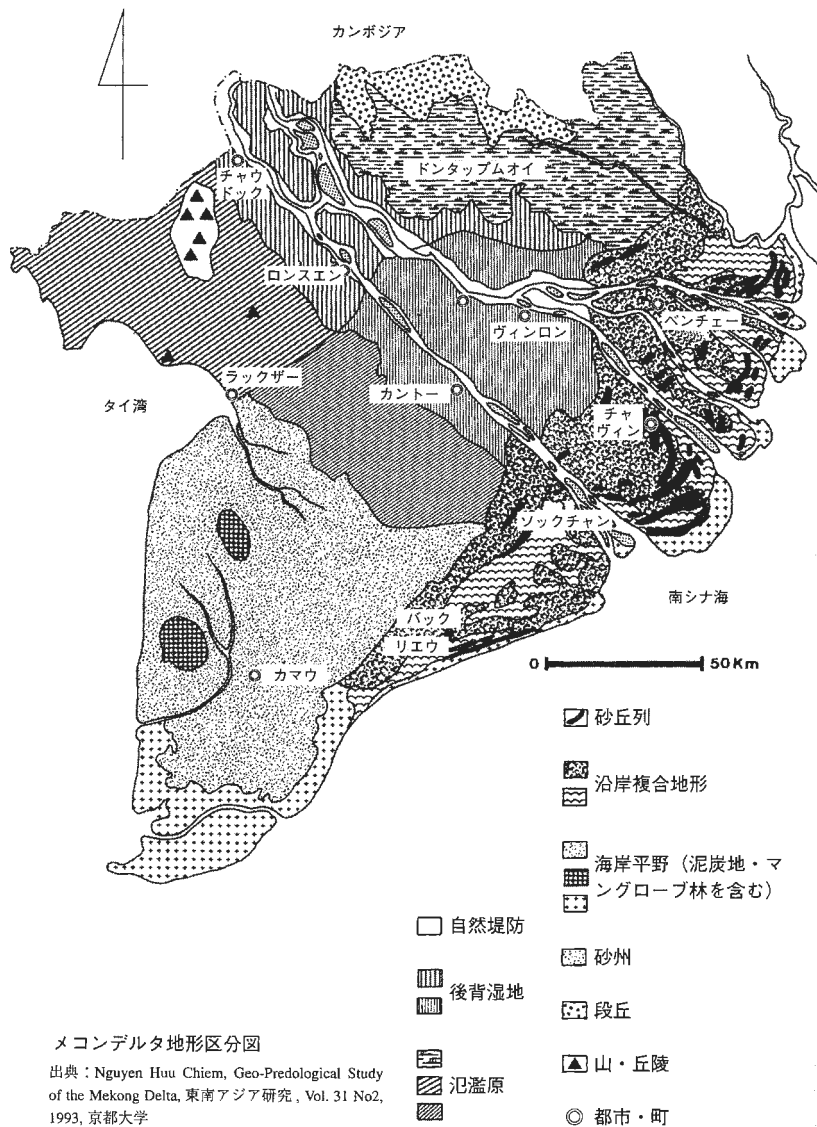 カンボジア
ドンタップムオイ
チャウ
ドック
ロンスエン
ベンチェー
ヴィンロン
ラックザー
カントー
タイ湾
チャ
ヴィン
ソックチャン
南シナ海
バック
リエウ
0 50Km
カマウ
砂丘列
沿岸複合地形
海岸平野（泥炭地・マ
ングローブ林を含む）
自然堤防
砂州
後背湿地
段丘
メコンデルタ地形区分図
山・丘陵
出典：Nguyen Huu Chiem, Geo-Predological Study
of the Mekong Delta, 東南アジア研究, Vol. 31 No2,
1993, 京都大学
氾濫原
都市・町